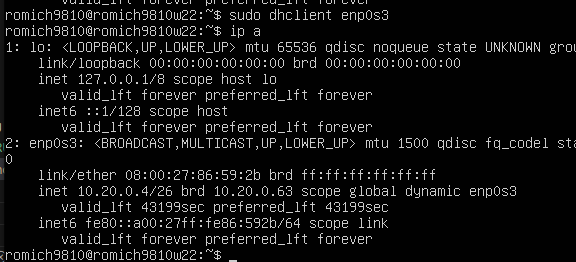 valid_lft forever preferred_lft forever
romich9810@romich9810w22:~$ sudo dhclient enp0s3
romich9810@romich9810w22:~$ ip a
1: lo: <LOOPBACK,UP,LOWER_UP> mtu 65536 qdisc noqueue state UNKNOWN grou
    link/loopback 00:00:00:00:00:00 brd 00:00:00:00:00:00
    inet 127.0.0.1/8 scope host lo
       valid_lft forever preferred_lft forever
    inet6 ::1/128 scope host
       valid_lft forever preferred_lft forever
2: enp0s3: <BROADCAST,MULTICAST,UP,LOWER_UP> mtu 1500 qdisc fq_codel sta
0
    link/ether 08:00:27:86:59:2b brd ff:ff:ff:ff:ff:ff
    inet 10.20.0.4/26 brd 10.20.0.63 scope global dynamic enp0s3
       valid_lft 43199sec preferred_lft 43199sec
    inet6 fe80::a00:27ff:fe86:592b/64 scope link
       valid_lft forever preferred_lft forever
romich9810@romich9810w22:~$ _